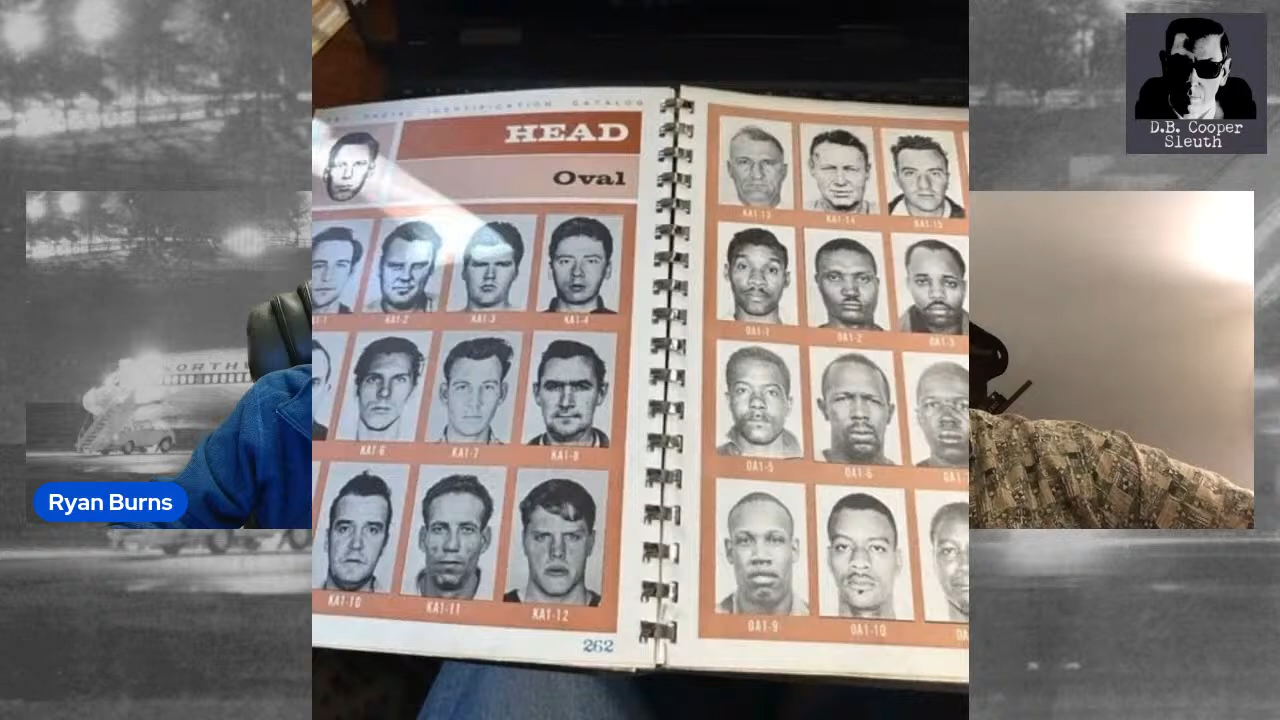 IDENTIFICATION CATALOG
HEAD
Oval
KA1-2
KA1-3
KA1-4
KA1-6
KA1-7
KA1-8
KA1-10
KA1-11
KA1-12
262
KA1-13
KA1-14
KA1-15
OA1-1
OA1-2
OA1-3
OA1-5
OA1-6
OA1-9
OA1-10
D.B. Cooper
Sleuth
NORTHW
Ryan Burns